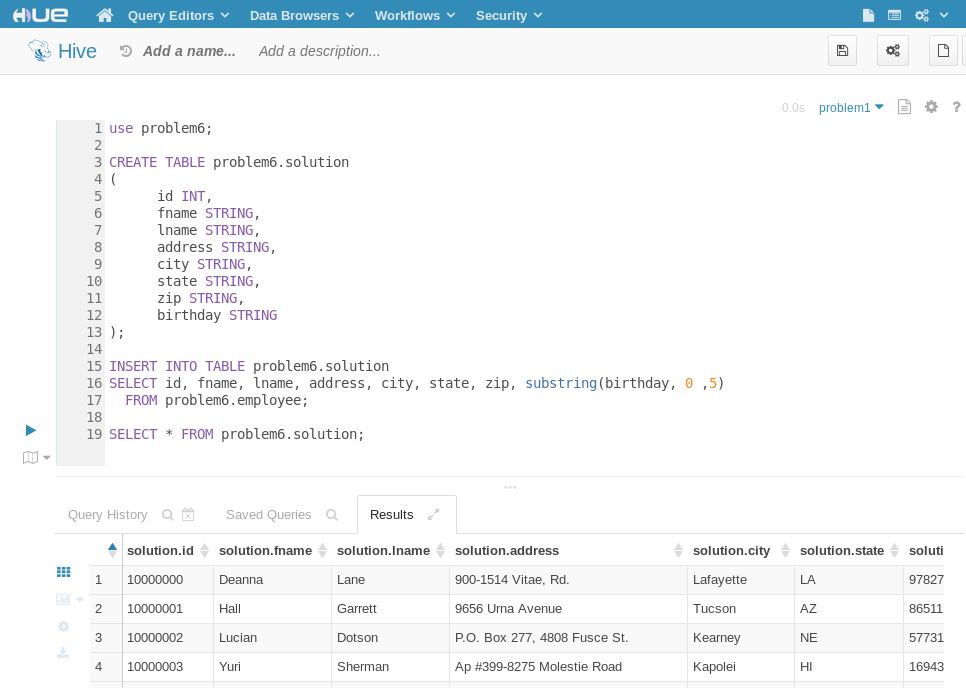 HUE Query Editors Data Browsers Workflows Security
Hive Add a name... Add a description...
0.0s problem1 ?
1 use problem6;
2
3 CREATE TABLE problem6.solution
4 (
5 id INT,
6 fname STRING,
7 lname STRING,
8 address STRING,
9 city STRING,
10 state STRING,
11 zip STRING,
12 birthday STRING
13 );
14
15 INSERT INTO TABLE problem6.solution
16 SELECT id, fname, lname, address, city, state, zip, substring(birthday, 0 ,5)
17 FROM problem6.employee;
18
19 SELECT * FROM problem6.solution;
Query History Saved Queries Results
solution.id solution.fname solution.lname solution.address solution.city solution.state soluti
1 10000000 Deanna Lane 900-1514 Vitae, Rd. Lafayette LA 97827
2 10000001 Hall Garrett 9656 Urna Avenue Tucson AZ 86511
3 10000002 Lucian Dotson P.O. Box 277, 4808 Fusce St. Kearney NE 57731
4 10000003 Yuri Sherman Ap #399-8275 Molestie Road Kapolei HI 16943